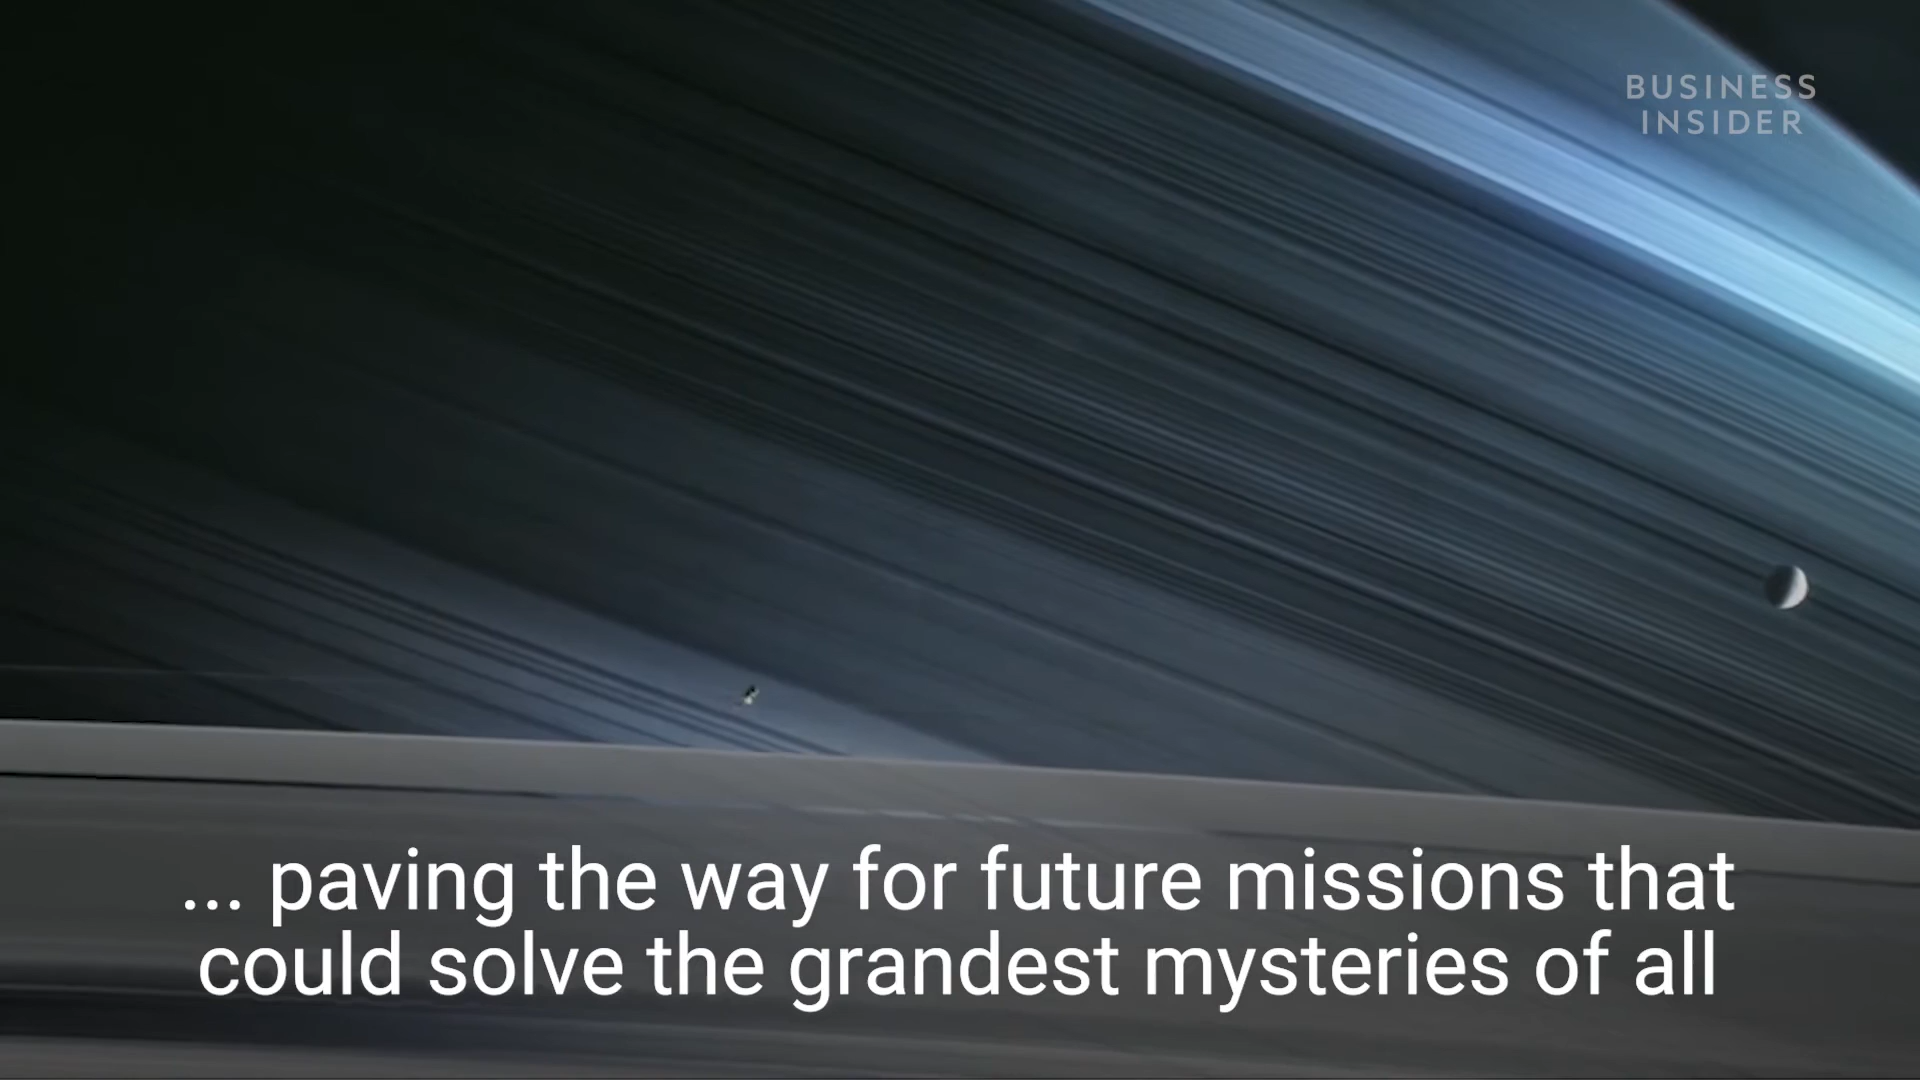 BUSINESS
INSIDER
... paving the way for future missions that
could solve the grandest mysteries of all